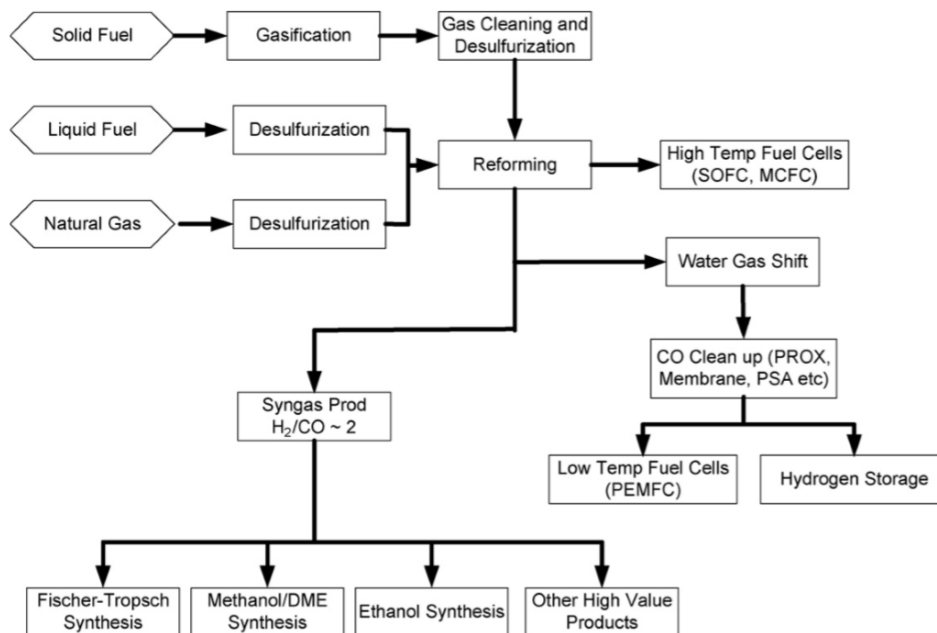 Solid Fuel
Gasification
Gas Cleaning and
Desulfurization
Liquid Fuel
Desulfurization
Reforming
High Temp Fuel Cells
(SOFC, MCFC)
Natural Gas
Desulfurization
Water Gas Shift
CO Clean up (PROX,
Membrane, PSA etc)
Syngas Prod
H₂/CO ~ 2
Low Temp Fuel Cells
(PEMFC)
Hydrogen Storage
Fischer-Tropsch
Synthesis
Methanol/DME
Synthesis
Ethanol Synthesis
Other High Value
Products